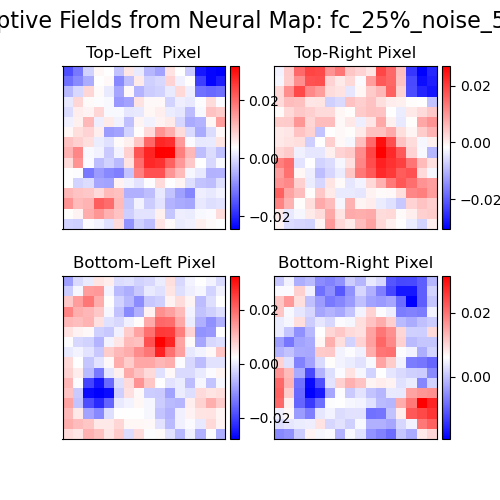 ptive Fields from Neural Map: fc_25%_noise_5
Top-Left  Pixel
Top-Right Pixel
0.02
0.00
−0.02
0.02
0.00
−0.02
Bottom-Left Pixel
Bottom-Right Pixel
0.02
0.00
−0.02
0.02
0.00